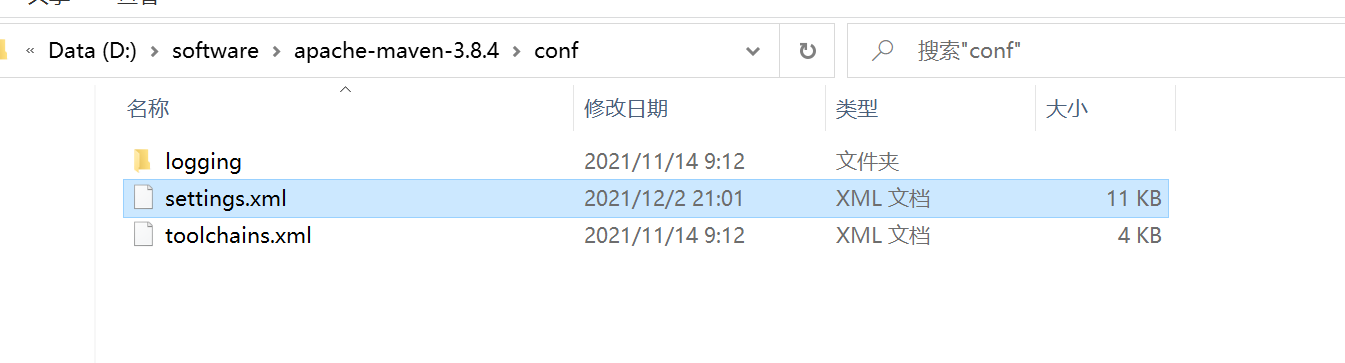 « Data (D:) > software > apache-maven-3.8.4 > conf
搜索"conf"
名称 修改日期 类型 大小
logging 2021/11/14 9:12 文件夹
settings.xml 2021/12/2 21:01 XML 文档 11 KB
toolchains.xml 2021/11/14 9:12 XML 文档 4 KB